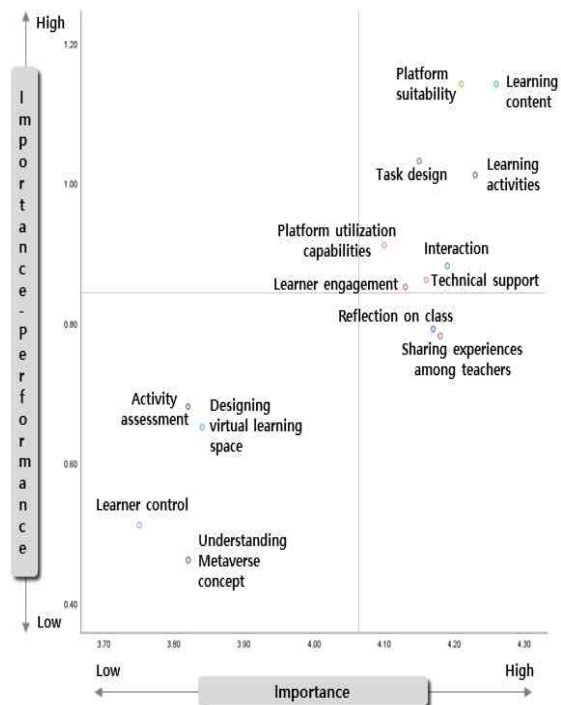 High
1.20
Platform
suitability
Learning
content
1.00
Task design
Learning
activities
Platform utilization
capabilities
Interaction
Learner engagement
Technical support
0.80
Reflection on class
Sharing experiences
among teachers
Activity
assessment
Designing
virtual learning
space
0.60
Learner control
Understanding
Metaverse
concept
0.40
Low
Importance-Performance
3.70 3.80 3.90 4.00 4.10 4.20 4.30
Low High
Importance